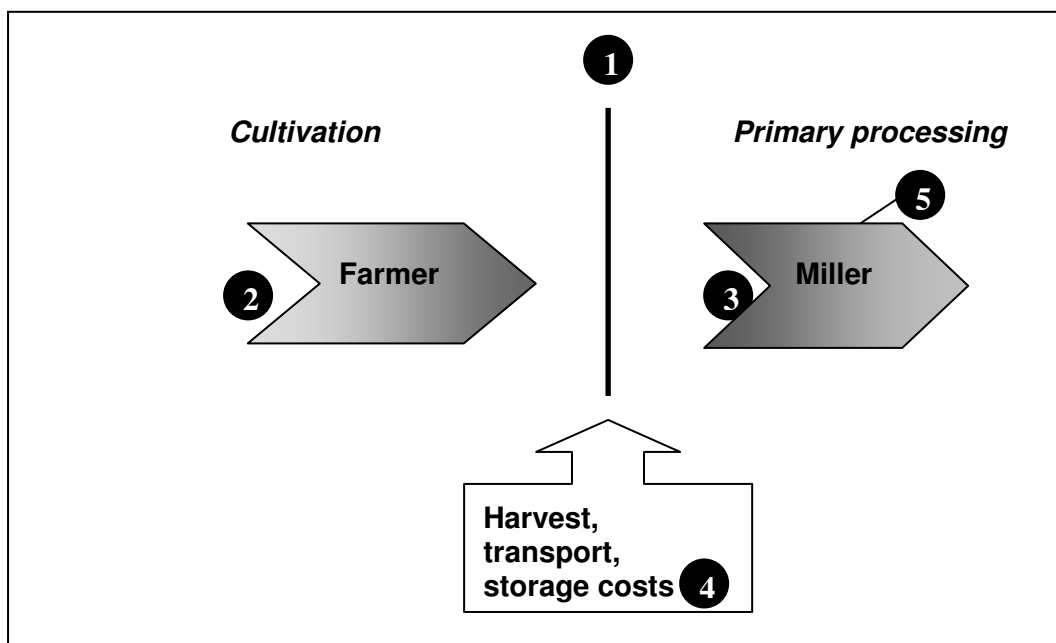 1
Cultivation
Primary processing
5
Farmer
Miller
2
3
Harvest,
transport,
storage costs 4